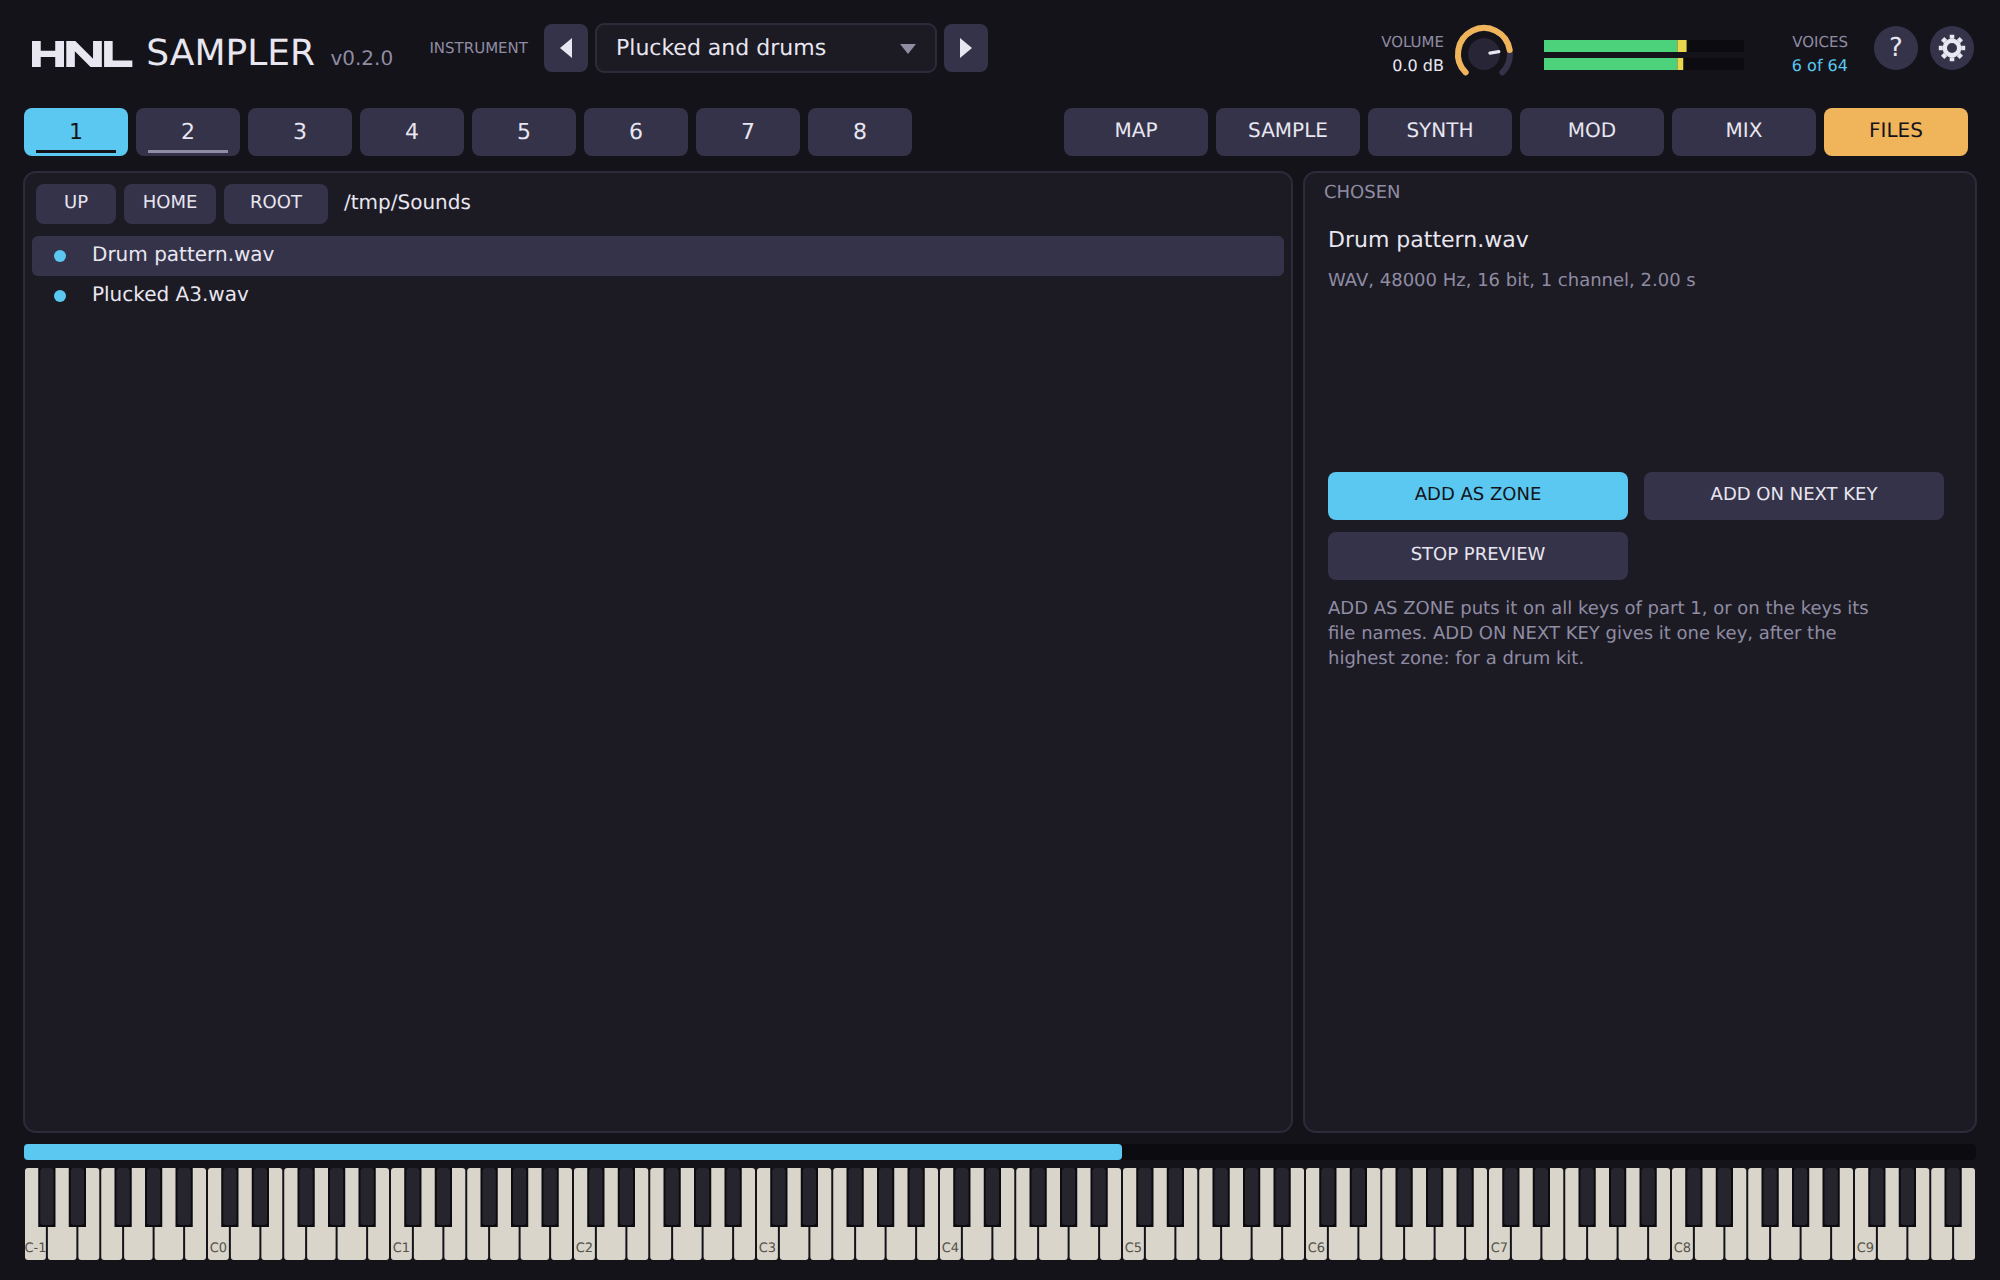 HNL SAMPLER v0.2.0
INSTRUMENT
Plucked and drums
VOLUME
0.0 dB
VOICES
6 of 64
?
1 2 3 4 5 6 7 8
MAP SAMPLE SYNTH MOD MIX FILES
UP HOME ROOT /tmp/Sounds
Drum pattern.wav
Plucked A3.wav
CHOSEN
Drum pattern.wav
WAV, 48000 Hz, 16 bit, 1 channel, 2.00 s
ADD AS ZONE
ADD ON NEXT KEY
STOP PREVIEW
ADD AS ZONE puts it on all keys of part 1, or on the keys its
file names. ADD ON NEXT KEY gives it one key, after the
highest zone: for a drum kit.
C-1 C0 C1 C2 C3 C4 C5 C6 C7 C8 C9